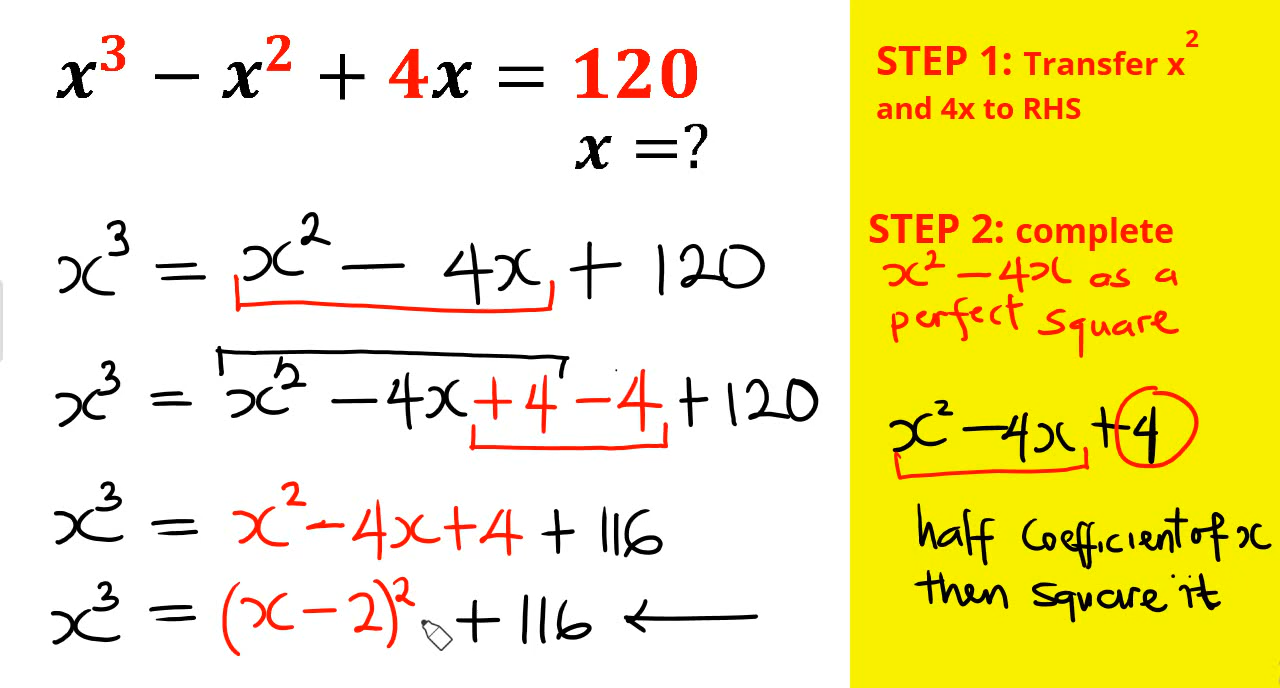 x³ − x² + 4x = 120
x =?
x³ = x² − 4x + 120
x³ = x² − 4x + 4 − 4 + 120
x³ = x² − 4x + 4 + 116
x³ = (x − 2)² + 116 ←
STEP 1: Transfer x²
and 4x to RHS
STEP 2: complete
x² − 4x as a
perfect square
x² − 4x + 4
half coefficient of x
then square it